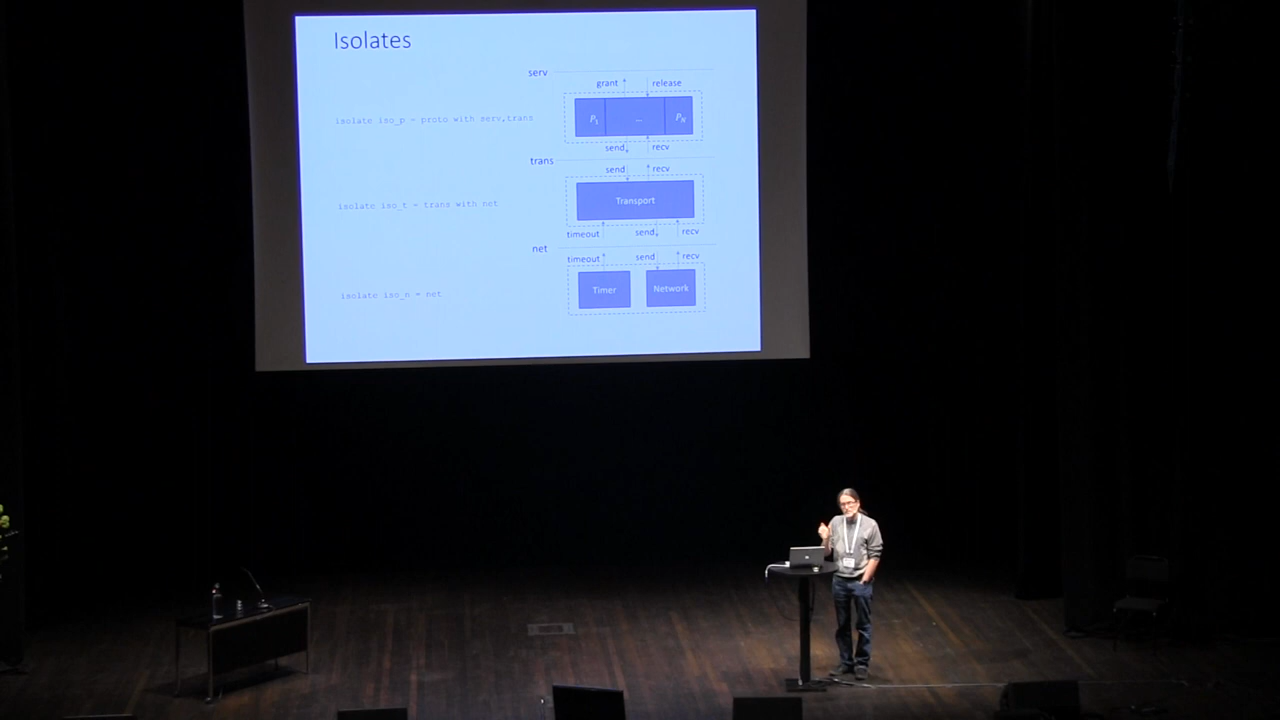 Isolates
serv
grant
release
isolate iso_p = proto with serv,trans
P1
...
PN
send
recv
trans
send
recv
isolate iso_t = trans with net
Transport
timeout
send
recv
net
timeout
send
recv
isolate iso_n = net
Timer
Network